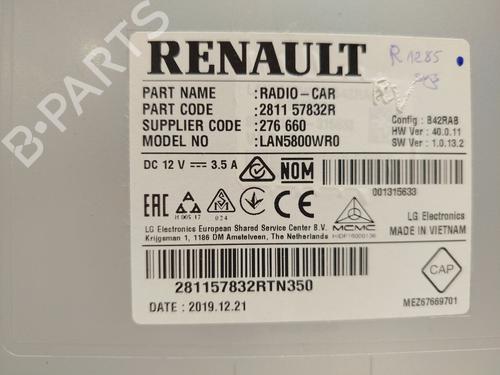 RENAULT
R 1285
PART NAME : RADIO-CAR
PART CODE : 2811 57832R
SUPPLIER CODE : 276 660
MODEL NO : LAN5800WR0
Config : B42RAB
HW Ver : 40.0.11
SW Ver : 1.0.13.2
DC 12 V 3.5 A
NOM
001315633
EAC
024
MCMC
HIDF16000136
LG Electronics
MADE IN VIETNAM
LG Electronics European Shared Service Center B.V.
Krijgsman 1, 1186 DM Amstelveen, The Netherlands
281157832RTN350
CAP
DATE : 2019.12.21
MEZ67669701
B-PARTS